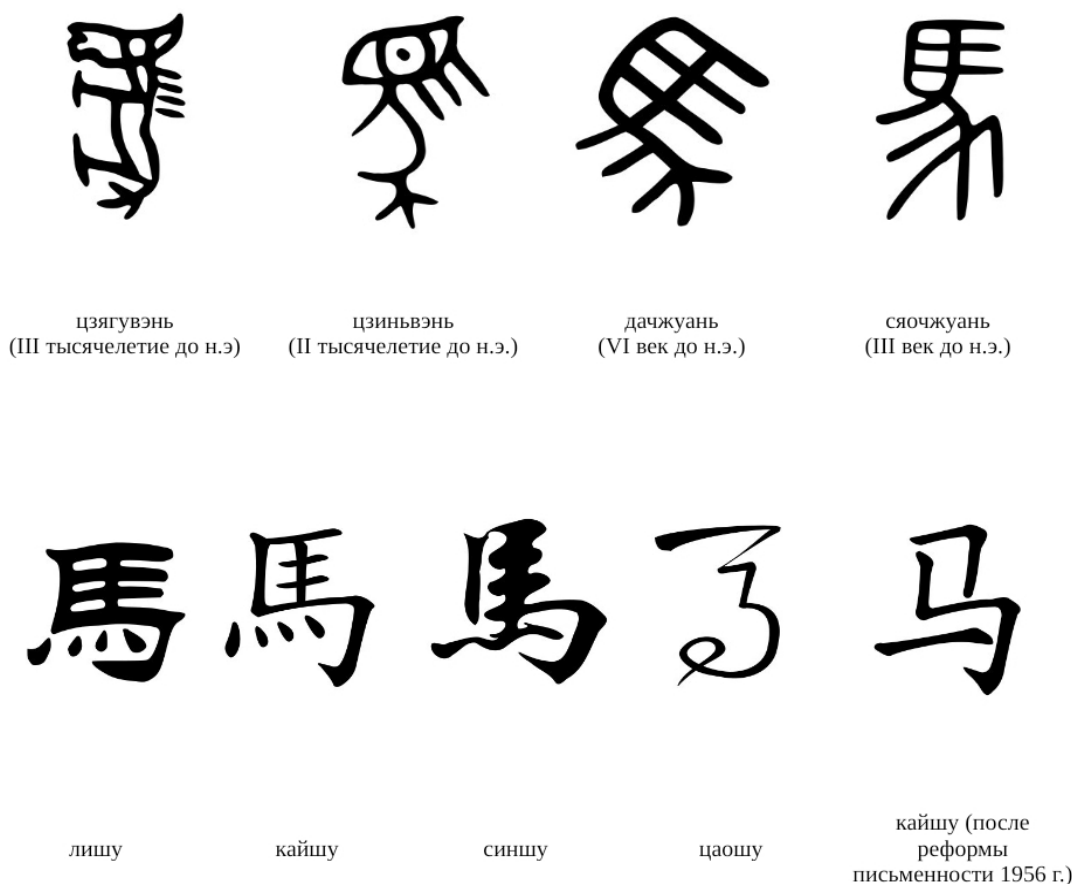 цзягувэнь
(III тысячелетие до н.э)
цзиньвэнь
(II тысячелетие до н.э.)
дачжуань
(VI век до н.э.)
сяочжуань
(III век до н.э.)
馬 馬 馬 马 马
лишу
кайшу
синшу
цаошу
кайшу (после
реформы
письменности 1956 г.)